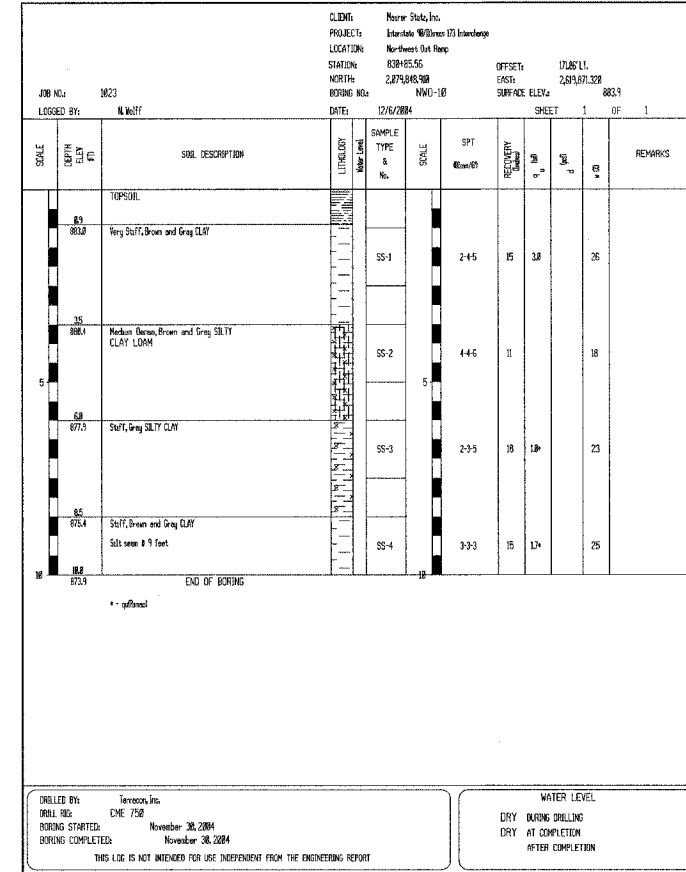 CLIENT: Maurer Stutz, Inc.
PROJECT: Interstate 90/Illinois 173 Interchange
LOCATION: Northwest Out Ramp
STATION: 830+85.56 OFFSET: 171.06' LT.
NORTH: 2,079,848.910 EAST: 2,619,871.320
JOB NO.: 1023 BORING NO.: NWO-10 SURFACE ELEV.: 883.9
LOGGED BY: N. Wolff DATE: 12/6/2004 SHEET 1 OF 1
SCALE DEPTH ELEV (FT) SOIL DESCRIPTION LITHOLOGY Water Level SAMPLE TYPE & No. SCALE SPT RECOVERY (Inches) q u (tsf) d (pcf) w (%) REMARKS
TOPSOIL
0.9
883.0 Very Stiff, Brown and Gray CLAY
SS-1 2-4-5 15 3.0 26
3.5
880.4 Medium Dense, Brown and Gray SILTY
CLAY LOAM
SS-2 4-4-6 11 18
5 5
6.0
877.9 Stiff, Gray SILTY CLAY
SS-3 2-3-5 18 1.0* 23
8.5
875.4 Stiff, Brown and Gray CLAY
Silt seam @ 9 feet SS-4 3-3-3 15 1.7* 25
10 10.0 10
873.9 END OF BORING
DRILLED BY: Terracon, Inc.
DRILL RIG: CME 750
BORING STARTED: November 30, 2004
BORING COMPLETED: November 30, 2004
THIS LOG IS NOT INTENDED FOR USE INDEPENDENT FROM THE ENGINEERING REPORT
WATER LEVEL
DRY DURING DRILLING
DRY AT COMPLETION
AFTER COMPLETION